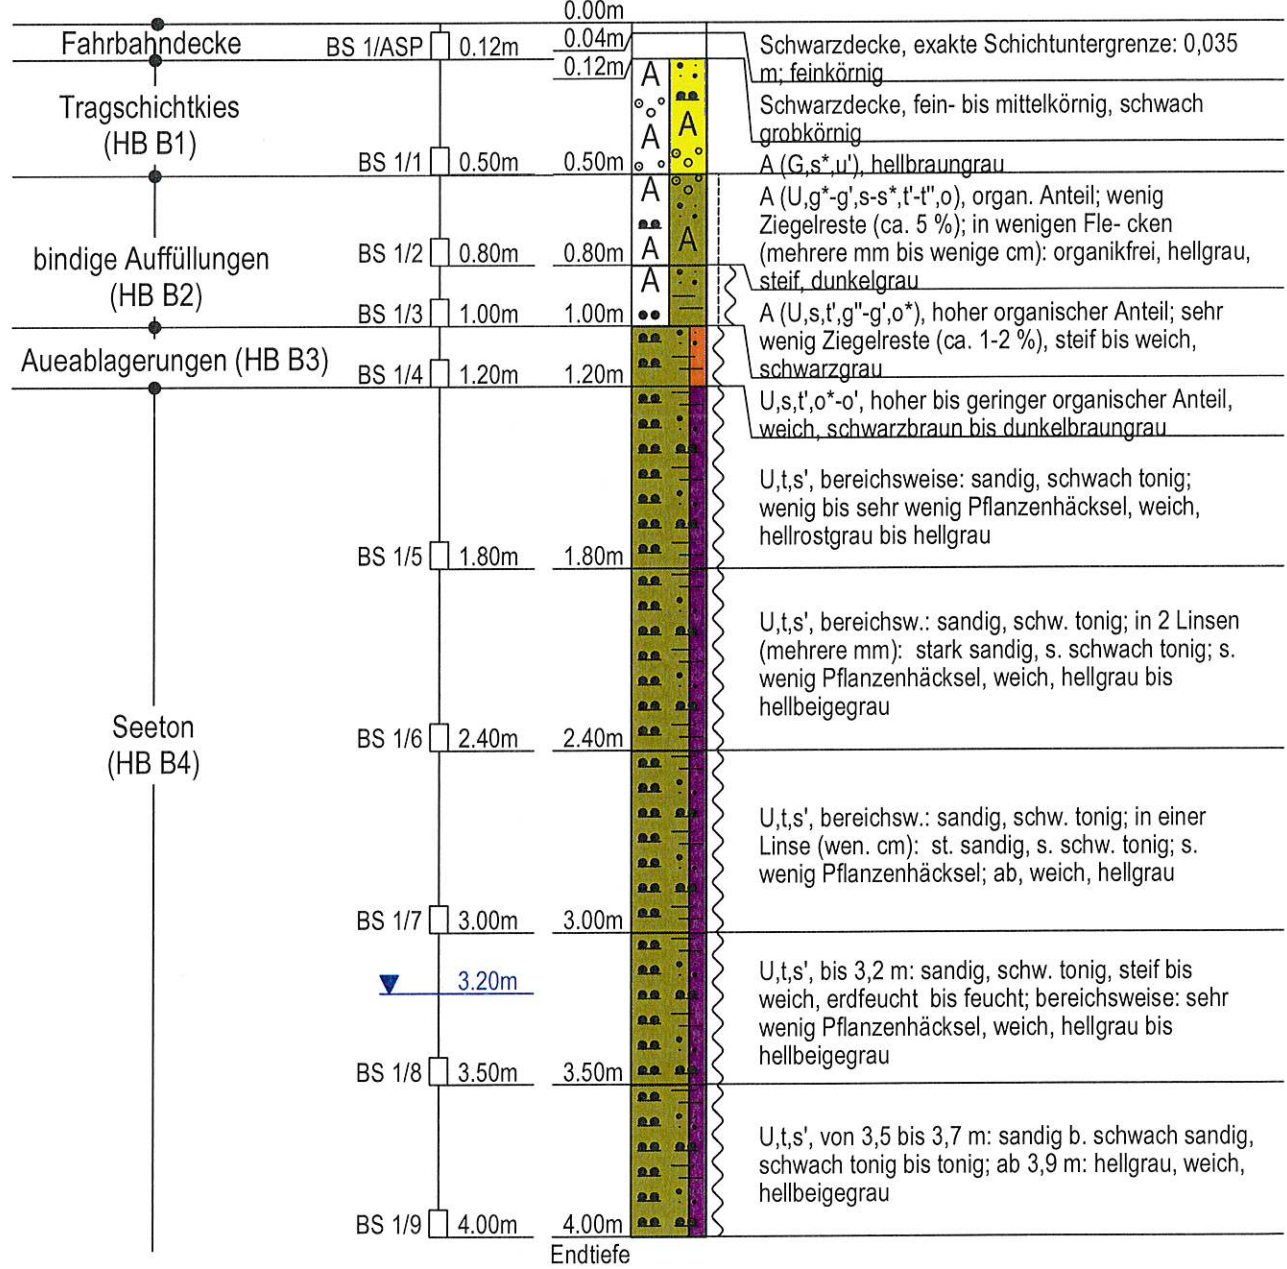 0.00m
Fahrbahndecke
BS 1/ASP
0.12m
0.04m
0.12m
Schwarzdecke, exakte Schichtuntergrenze: 0,035
m; feinkörnig
Schwarzdecke, fein- bis mittelkörnig, schwach
grobkörnig
Tragschichtkies
(HB B1)
BS 1/1
0.50m
0.50m
A
A
A
A (G,s*,u'), hellbraungrau
bindige Auffüllungen
(HB B2)
BS 1/2
0.80m
0.80m
A
A
A
A (U,g*-g',s-s*,t'-t'',o), organ. Anteil; wenig
Ziegelreste (ca. 5 %); in wenigen Fle- cken
(mehrere mm bis wenige cm): organikfrei, hellgrau,
steif, dunkelgrau
BS 1/3
1.00m
1.00m
A
A (U,s,t',g''-g',o*), hoher organischer Anteil; sehr
wenig Ziegelreste (ca. 1-2 %), steif bis weich,
schwarzgrau
Aueablagerungen (HB B3)
BS 1/4
1.20m
1.20m
U,s,t',o*-o', hoher bis geringer organischer Anteil,
weich, schwarzbraun bis dunkelbraungrau
Seeton
(HB B4)
BS 1/5
1.80m
1.80m
U,t,s', bereichsweise: sandig, schwach tonig;
wenig bis sehr wenig Pflanzenhäcksel, weich,
hellrostgrau bis hellgrau
BS 1/6
2.40m
2.40m
U,t,s', bereichsw.: sandig, schw. tonig; in 2 Linsen
(mehrere mm): stark sandig, s. schwach tonig; s.
wenig Pflanzenhäcksel, weich, hellgrau bis
hellbeigegrau
BS 1/7
3.00m
3.00m
U,t,s', bereichsw.: sandig, schw. tonig; in einer
Linse (wen. cm): st. sandig, s. schw. tonig; s.
wenig Pflanzenhäcksel; ab, weich, hellgrau
3.20m
BS 1/8
3.50m
3.50m
U,t,s', bis 3,2 m: sandig, schw. tonig, steif bis
weich, erdfeucht bis feucht; bereichsweise: sehr
wenig Pflanzenhäcksel, weich, hellgrau bis
hellbeigegrau
BS 1/9
4.00m
4.00m
U,t,s', von 3,5 bis 3,7 m: sandig b. schwach sandig,
schwach tonig bis tonig; ab 3,9 m: hellgrau, weich,
hellbeigegrau
Endtiefe